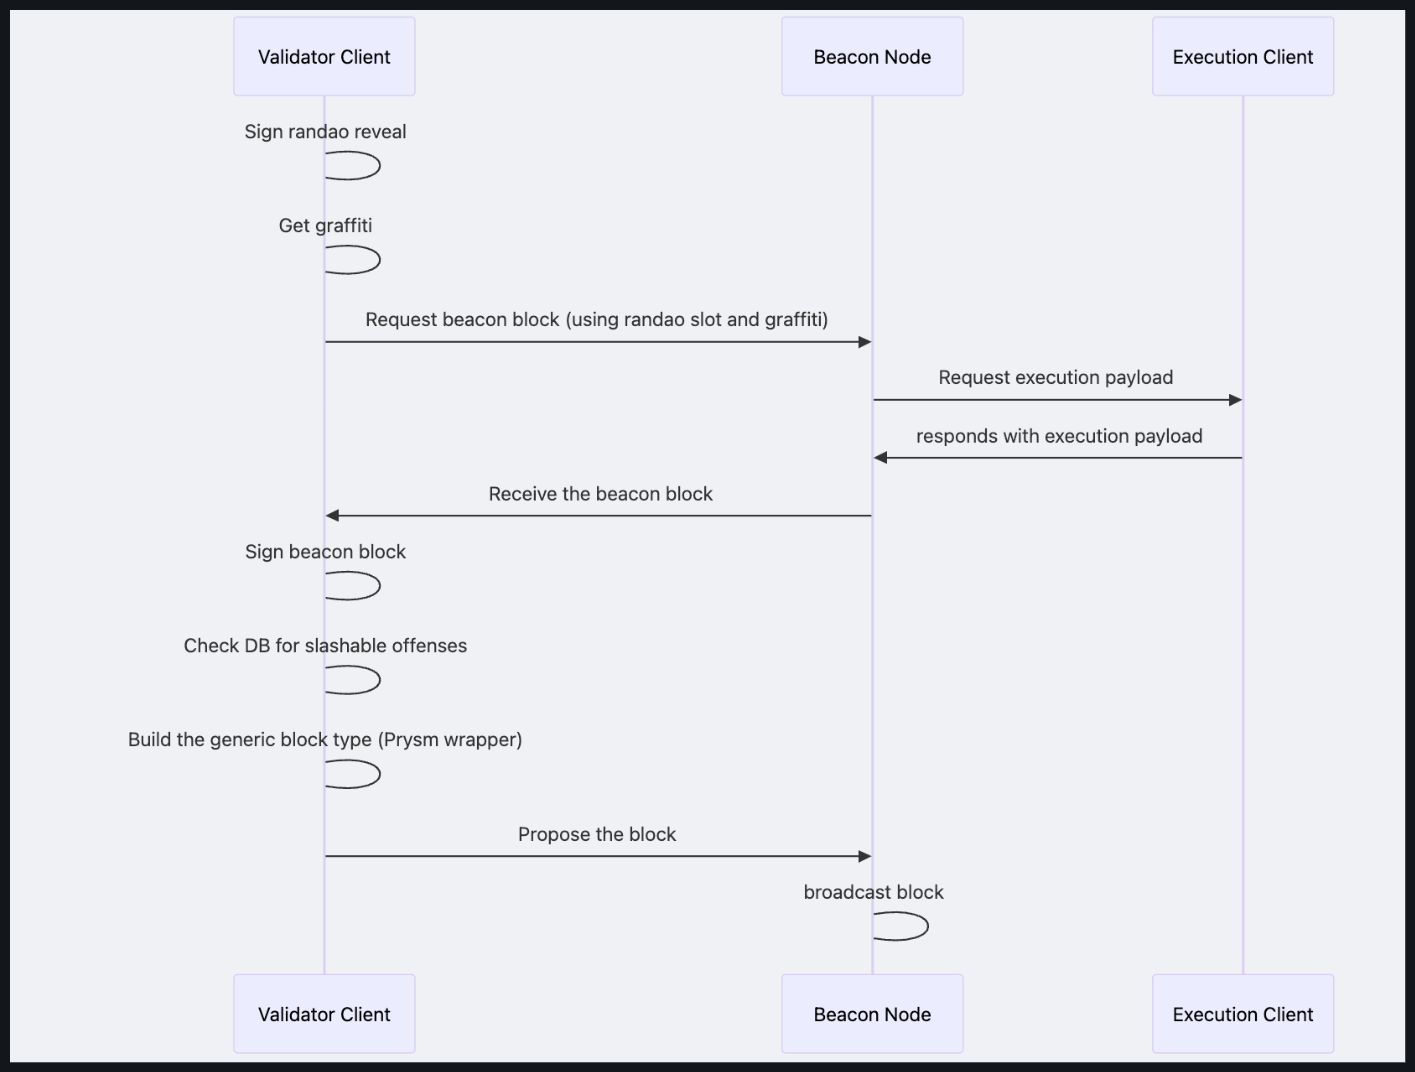 Validator Client
Beacon Node
Execution Client
Sign randao reveal
Get graffiti
Request beacon block (using randao slot and graffiti)
Request execution payload
responds with execution payload
Receive the beacon block
Sign beacon block
Check DB for slashable offenses
Build the generic block type (Prysm wrapper)
Propose the block
broadcast block
Validator Client
Beacon Node
Execution Client